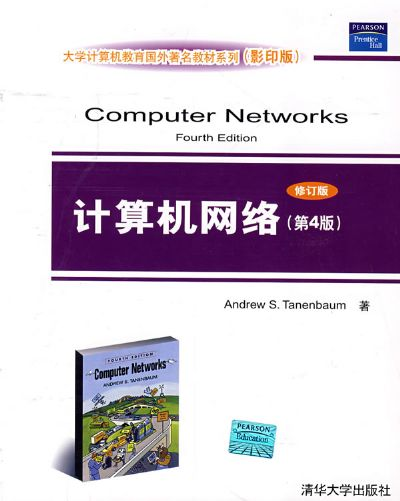 PEARSON
Prentice
Hall
大学计算机教育国外著名教材系列(影印版)
Computer Networks
Fourth Edition
修订版
计算机网络(第4版)
Andrew S. Tanenbaum 著
FOURTH EDITION
Computer Networks
ANDREW S. TANENBAUM
PEARSON
Education
清华大学出版社